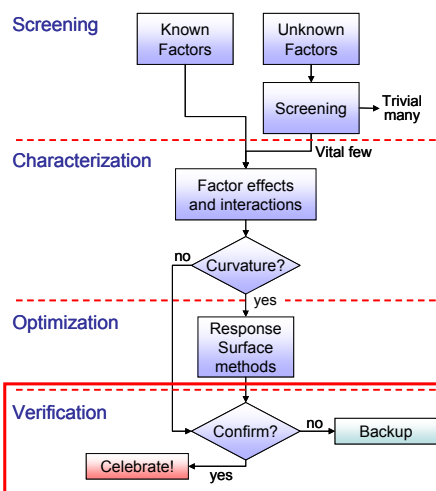 Screening
Known
Factors
Unknown
Factors
Screening
Trivial
many
Vital few
Characterization
Factor effects
and interactions
no
Curvature?
yes
Optimization
Response
Surface
methods
Verification
Confirm?
no
Backup
Celebrate!
yes